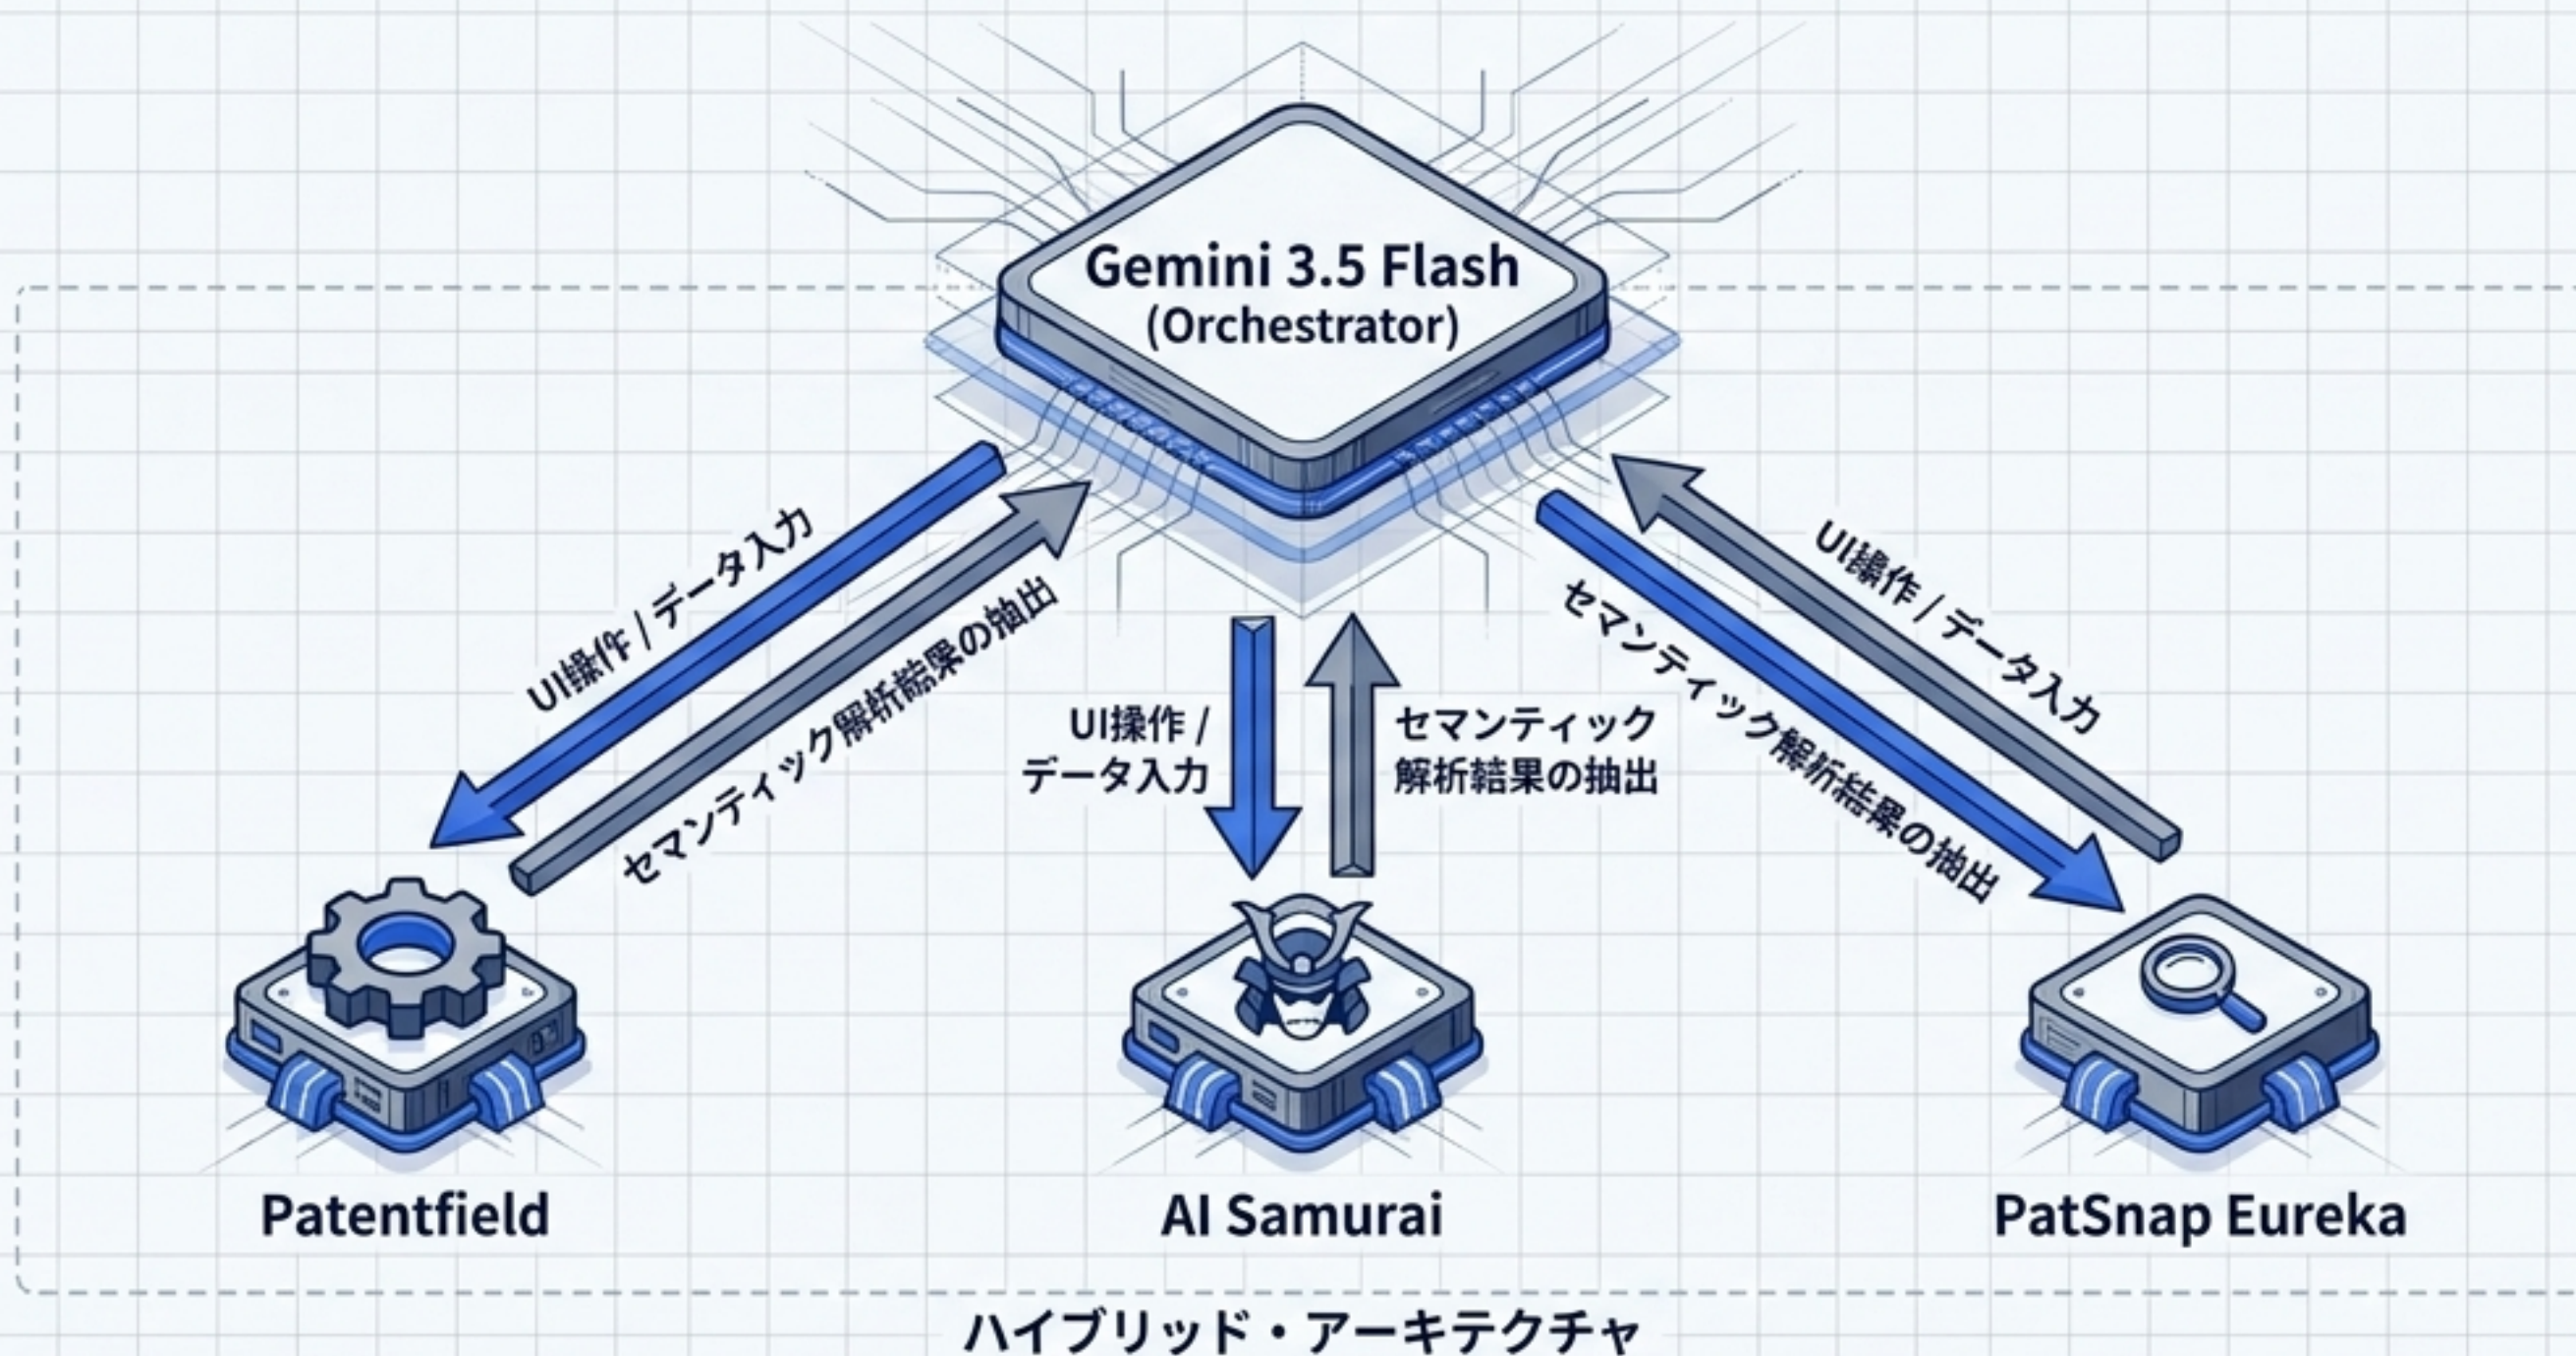 Gemini 3.5 Flash
(Orchestrator)
UI操作 / データ入力
セマンティック解析結果の抽出
UI操作 /
データ入力
セマンティック
解析結果の抽出
セマンティック解析結果の抽出
UI操作 / データ入力
Patentfield
AI Samurai
PatSnap Eureka
ハイブリッド・アーキテクチャ